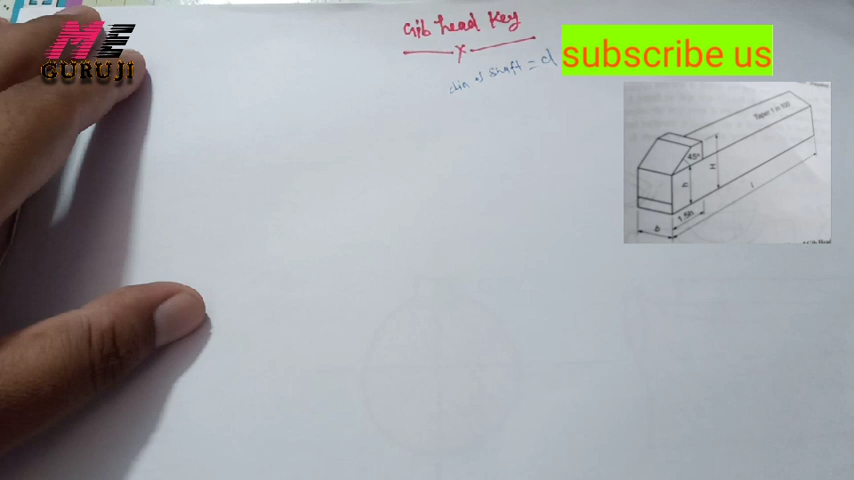 ME
GURUJI
Gib head Key
x
dia of shaft = d
subscribe us
Taper 1 in 100
45°
H
h
l
1.5h
b